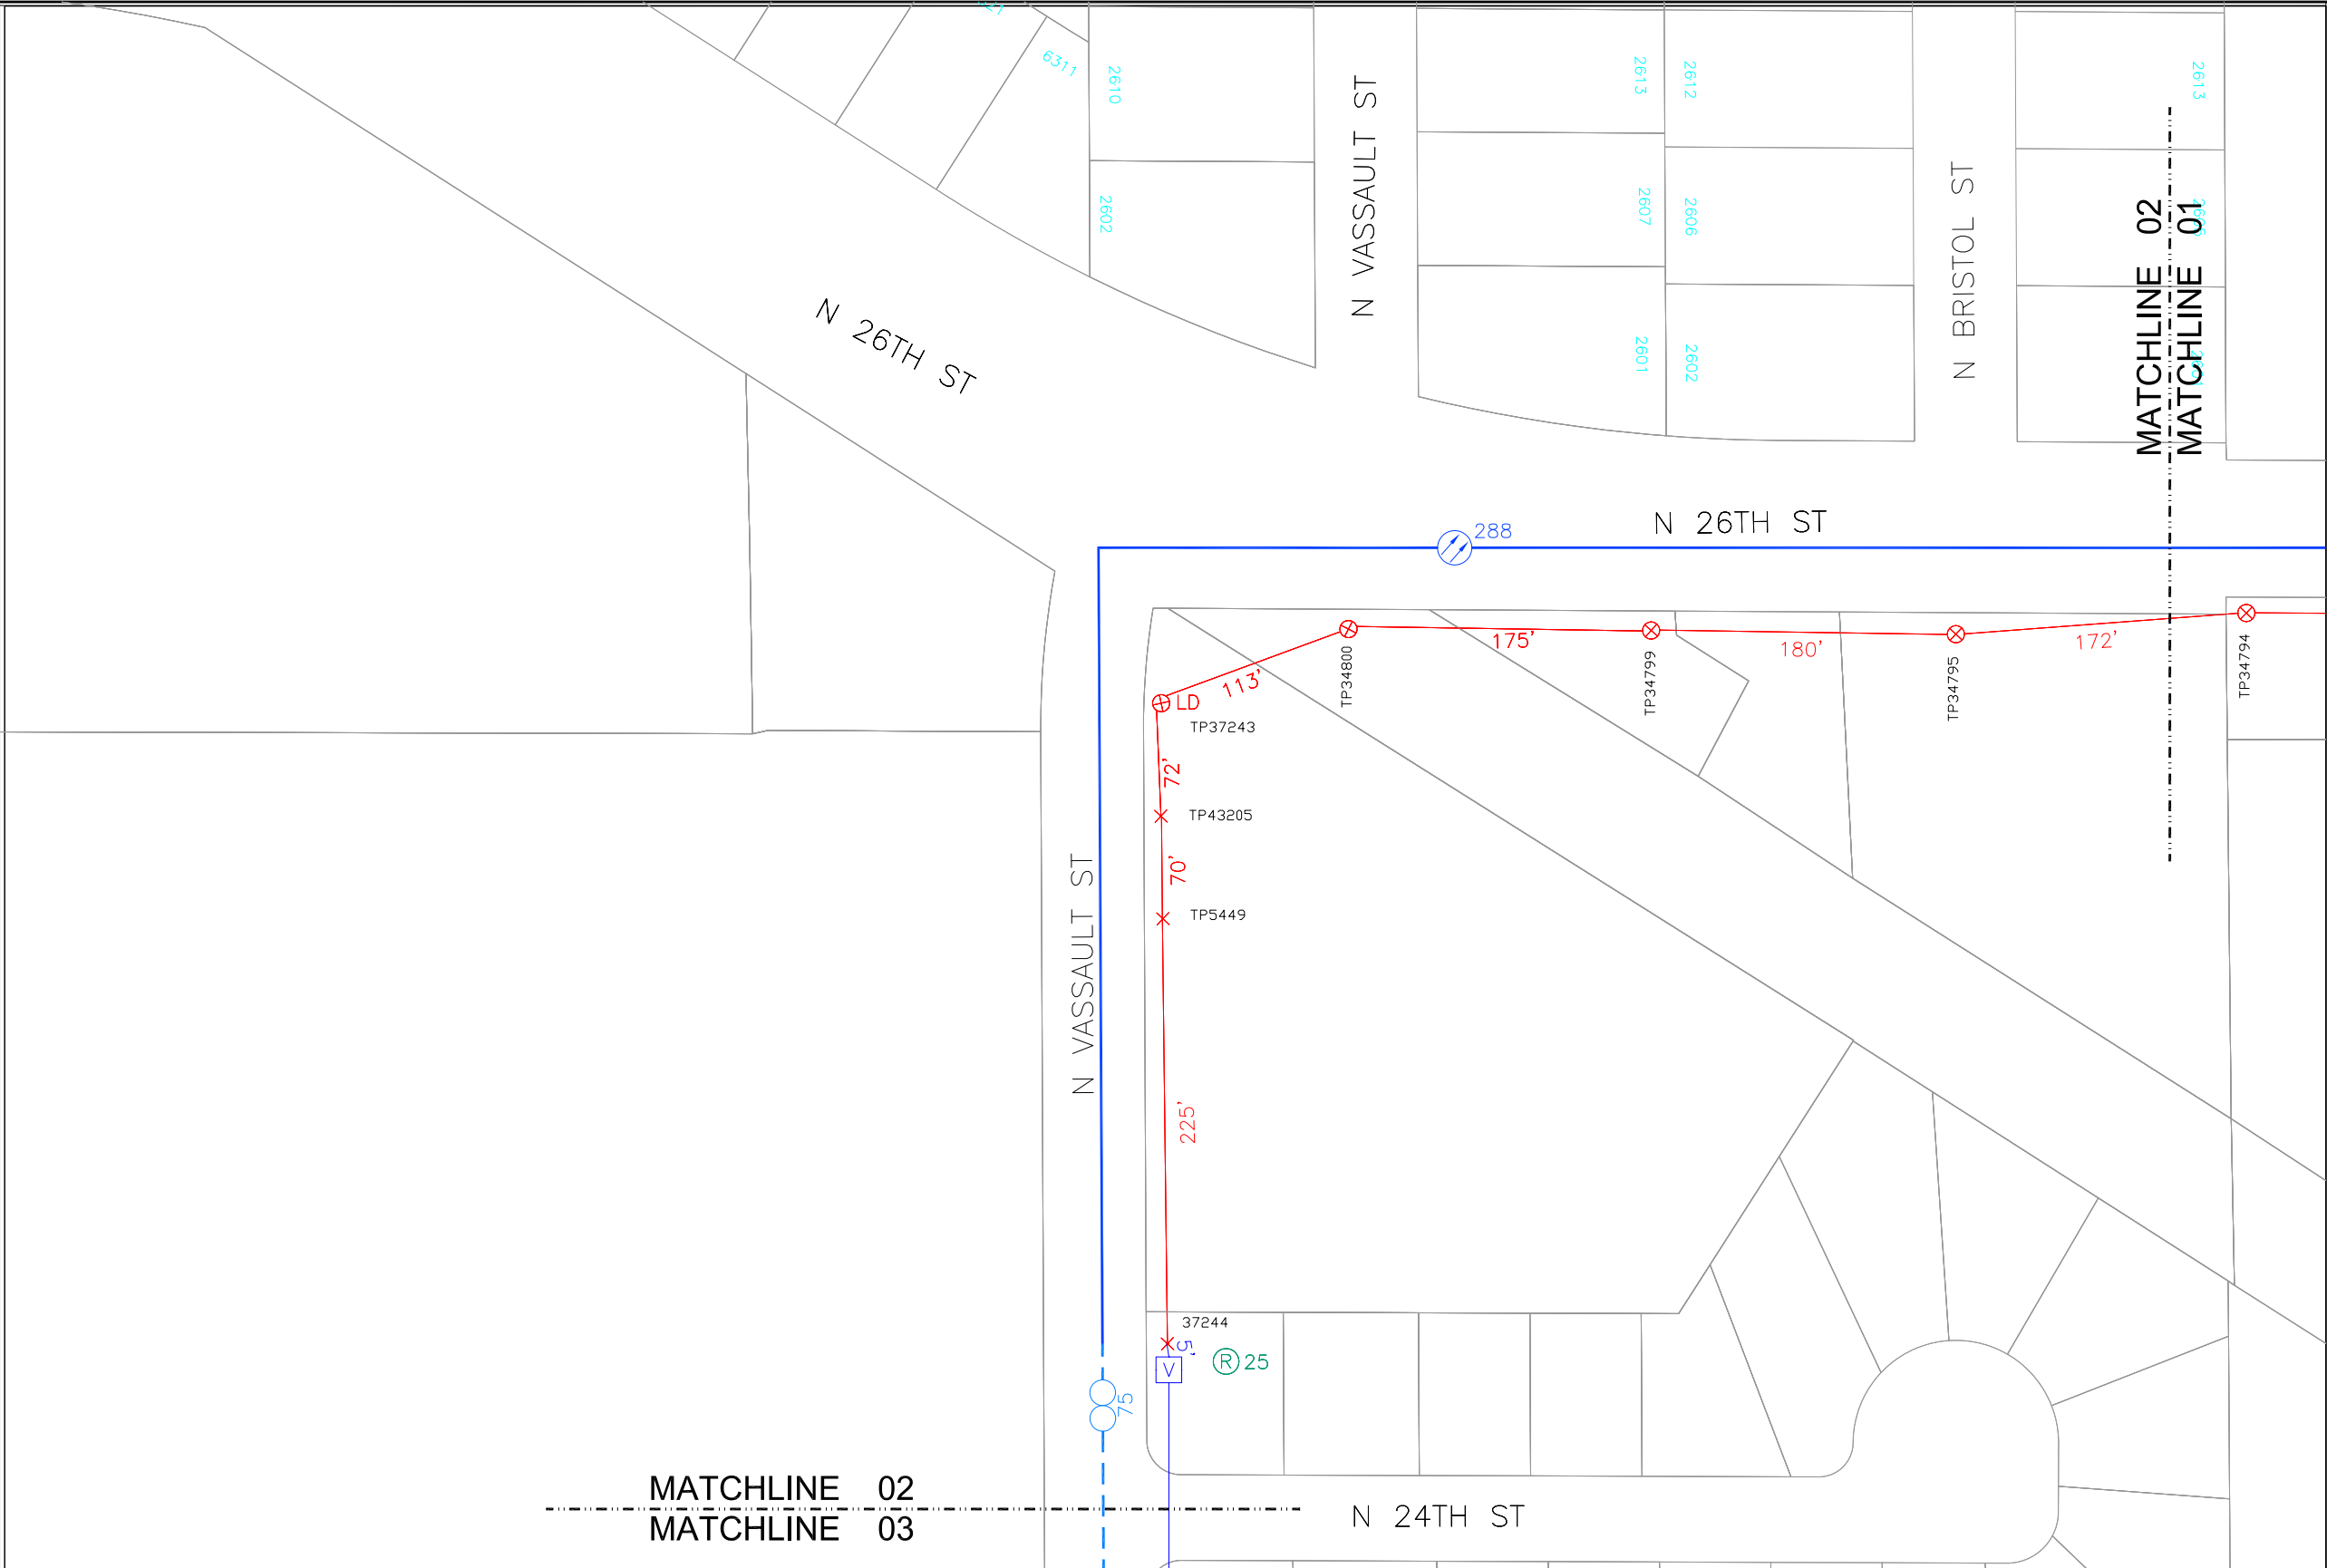 6311
2610
2602
N VASSAULT ST
2613
2612
2607
2606
2601
2602
N BRISTOL ST
2613
MATCHLINE 02
MATCHLINE 01
N 26TH ST
288
N 26TH ST
113'
TP34800
175'
TP34799
180'
TP34795
172'
TP34794
LD
TP37243
72'
TP43205
70'
TP5449
N VASSAULT ST
225'
37244
5'
V
R 25
75
MATCHLINE 02
MATCHLINE 03
N 24TH ST